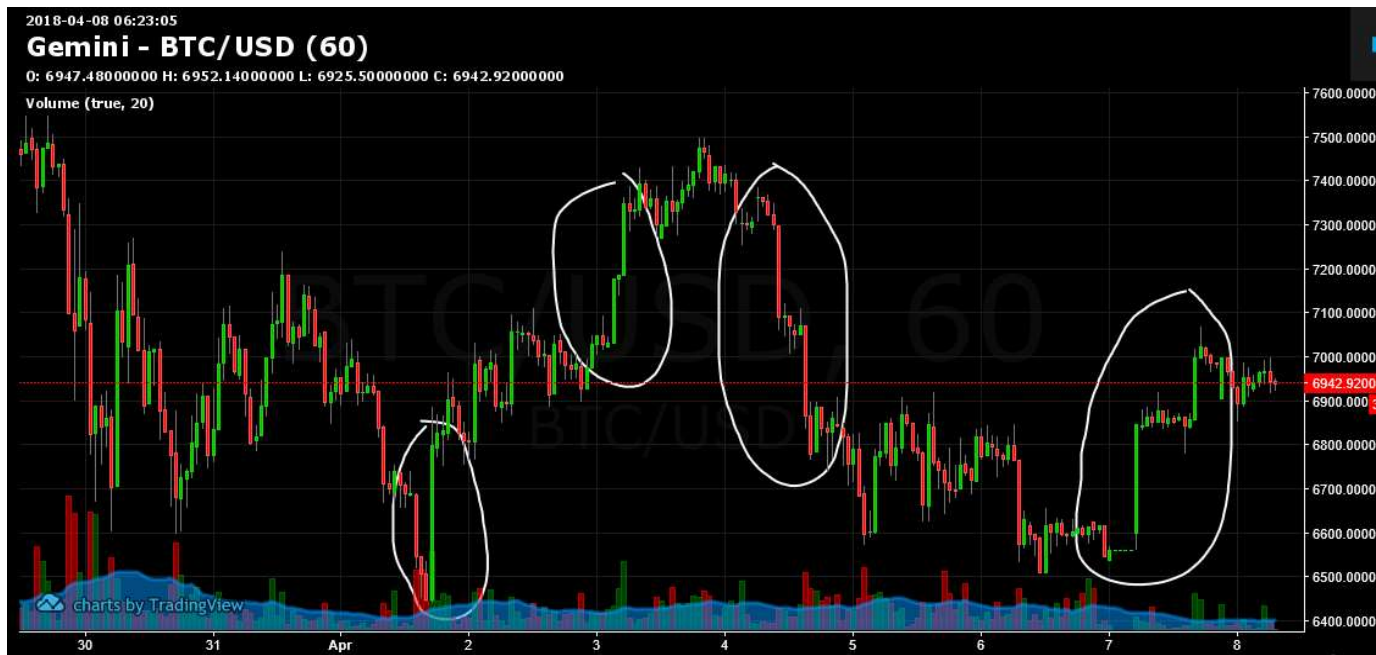 2018-04-08 06:23:05
Gemini - BTC/USD (60)
O: 6947.48000000 H: 6952.14000000 L: 6925.50000000 C: 6942.92000000
Volume (true, 20)
7600.0000
7500.0000
7400.0000
7300.0000
7200.0000
7100.0000
7000.0000
6942.9200
6900.0000
6800.0000
6700.0000
6600.0000
6500.0000
6400.0000
BTC/USD, 60
BTC/USD
charts by TradingView
30 31 Apr 2 3 4 5 6 7 8